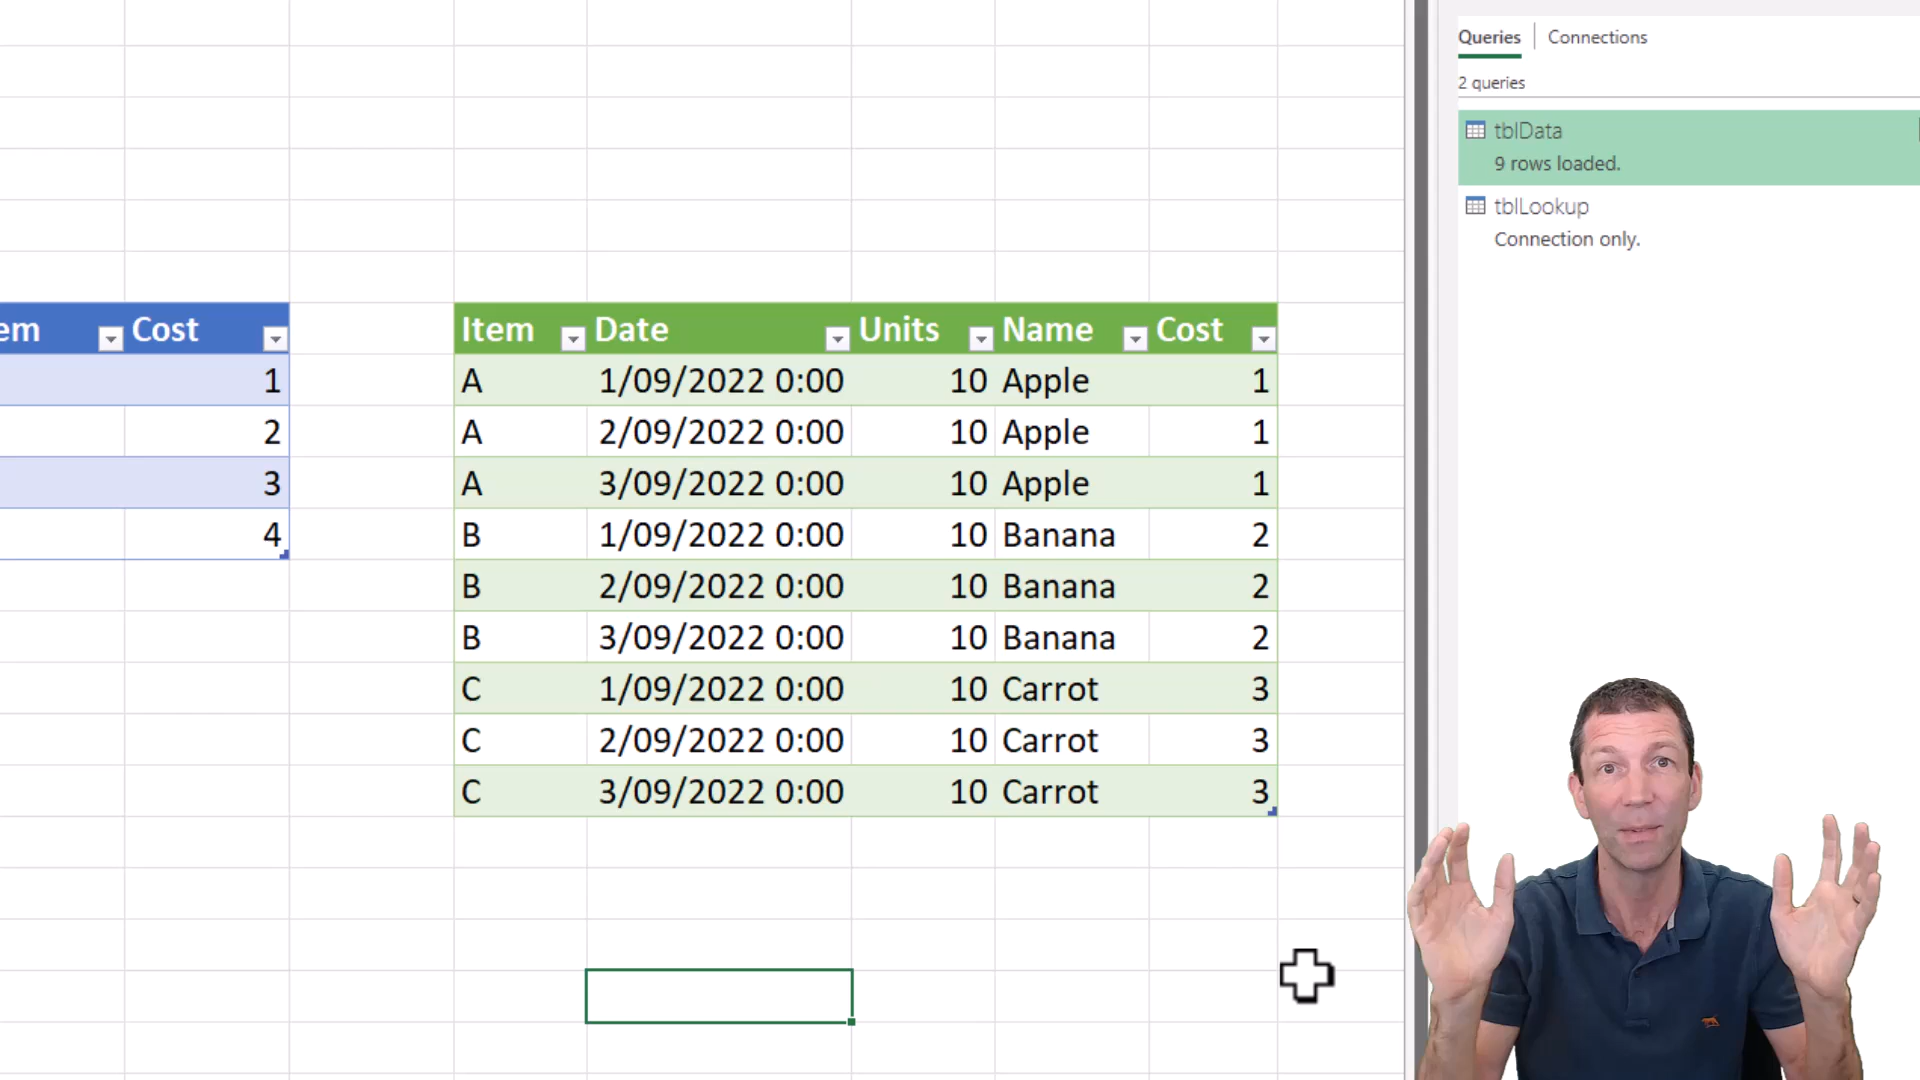 Queries Connections
2 queries
tblData
9 rows loaded.
tblLookup
Connection only.
em Cost
1
2
3
4
Item Date Units Name Cost
A 1/09/2022 0:00 10 Apple 1
A 2/09/2022 0:00 10 Apple 1
A 3/09/2022 0:00 10 Apple 1
B 1/09/2022 0:00 10 Banana 2
B 2/09/2022 0:00 10 Banana 2
B 3/09/2022 0:00 10 Banana 2
C 1/09/2022 0:00 10 Carrot 3
C 2/09/2022 0:00 10 Carrot 3
C 3/09/2022 0:00 10 Carrot 3